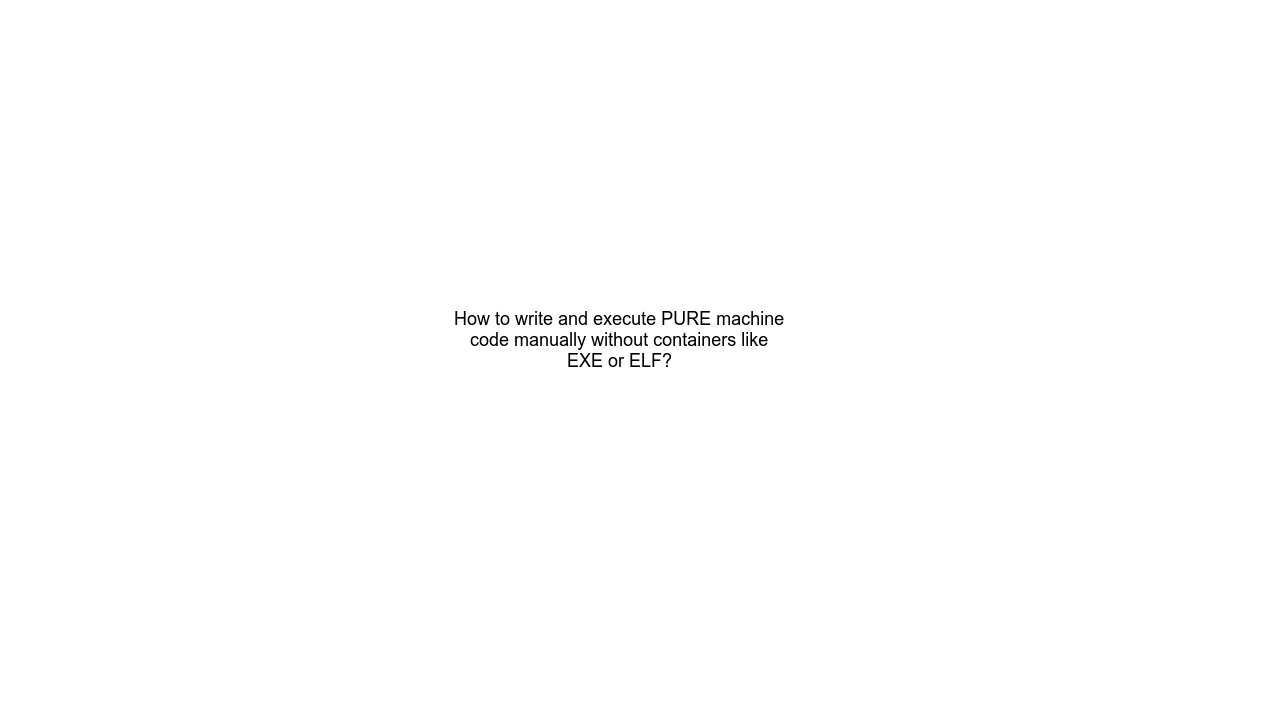 How to write and execute PURE machine
code manually without containers like
EXE or ELF?